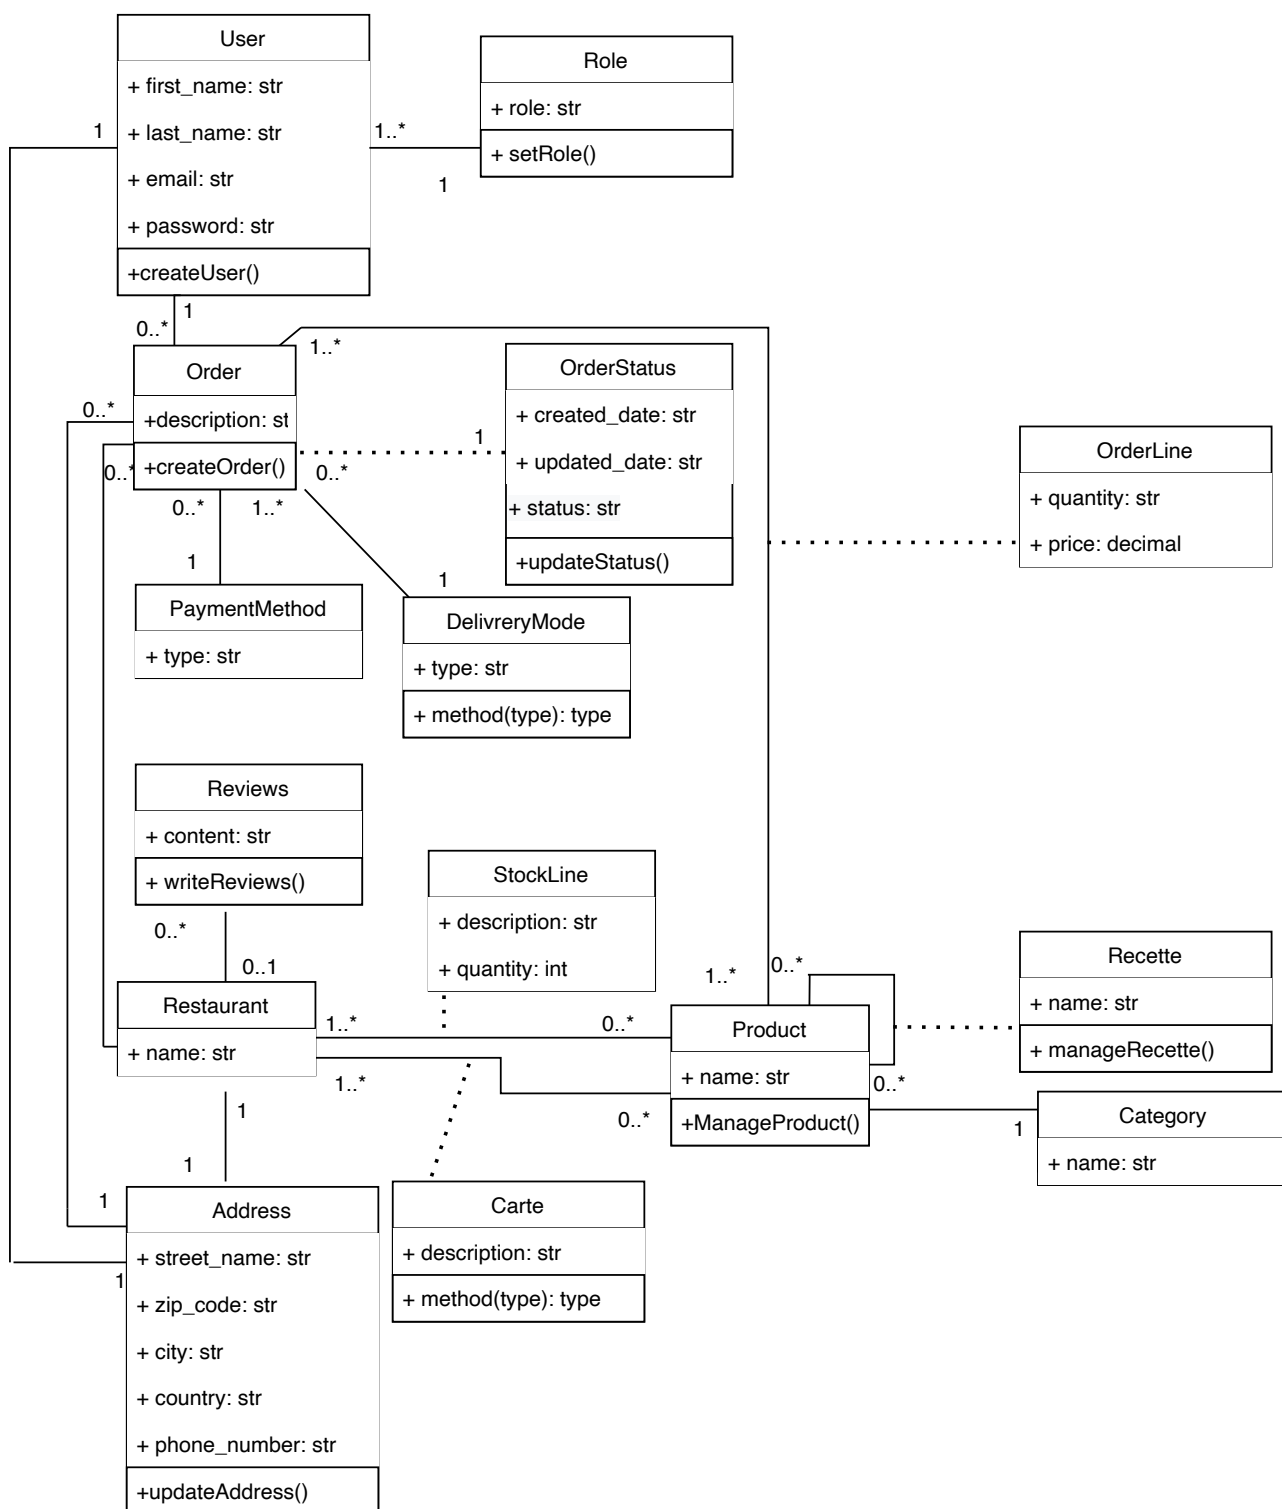 User
+ first_name: str
+ last_name: str
+ email: str
+ password: str
+createUser()
Role
+ role: str
+ setRole()
1
1..*
1
1
0..*
1..*
Order
+description: st
+createOrder()
0..*
0..*
0..*
1
OrderStatus
+ created_date: str
+ updated_date: str
+ status: str
+updateStatus()
OrderLine
+ quantity: str
+ price: decimal
0..*
1..*
1
1
PaymentMethod
+ type: str
DelivreryMode
+ type: str
+ method(type): type
Reviews
+ content: str
+ writeReviews()
0..*
0..1
StockLine
+ description: str
+ quantity: int
Restaurant
+ name: str
1..*
0..*
1..*
0..*
1..*
0..*
Product
+ name: str
+ManageProduct()
0..*
Recette
+ name: str
+ manageRecette()
1
Category
+ name: str
1
1
1
1
Address
+ street_name: str
+ zip_code: str
+ city: str
+ country: str
+ phone_number: str
+updateAddress()
Carte
+ description: str
+ method(type): type